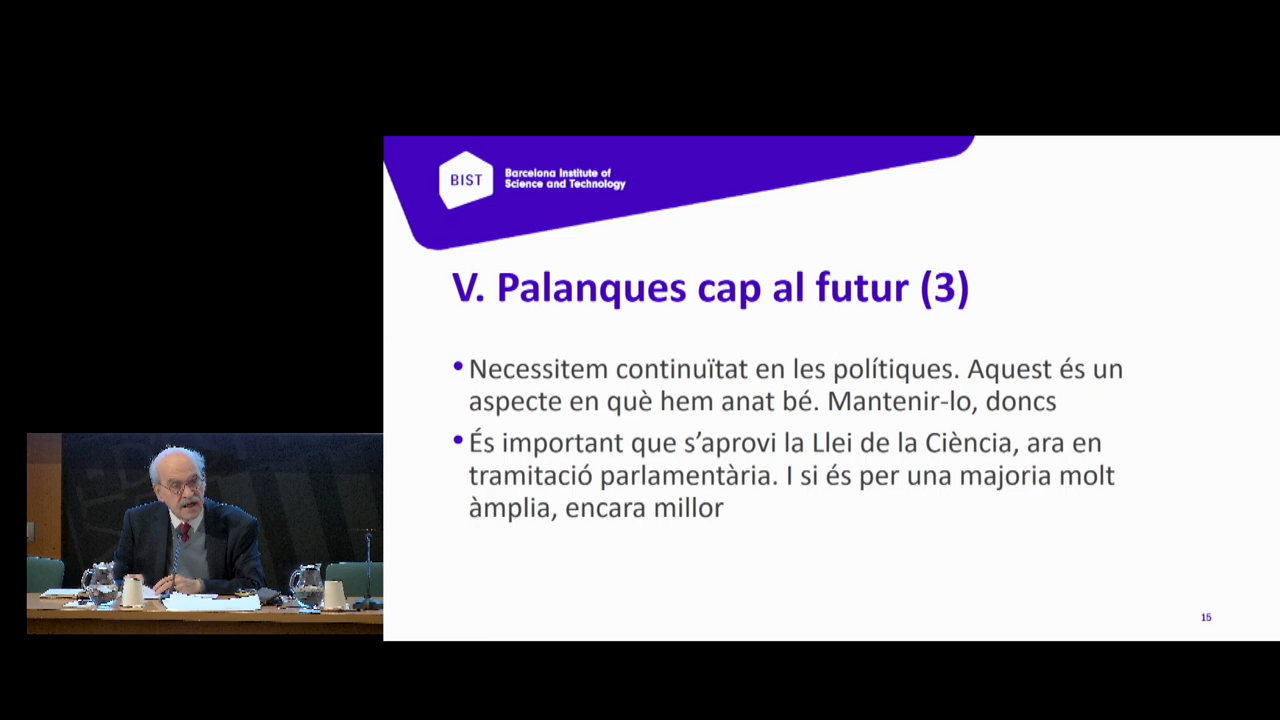 BIST
Barcelona Institute of
Science and Technology
V. Palanques cap al futur (3)
• Necessitem continuïtat en les polítiques. Aquest és un
aspecte en què hem anat bé. Mantenir-lo, doncs
• És important que s’aprovi la Llei de la Ciència, ara en
tramitació parlamentària. I si és per una majoria molt
àmplia, encara millor
15